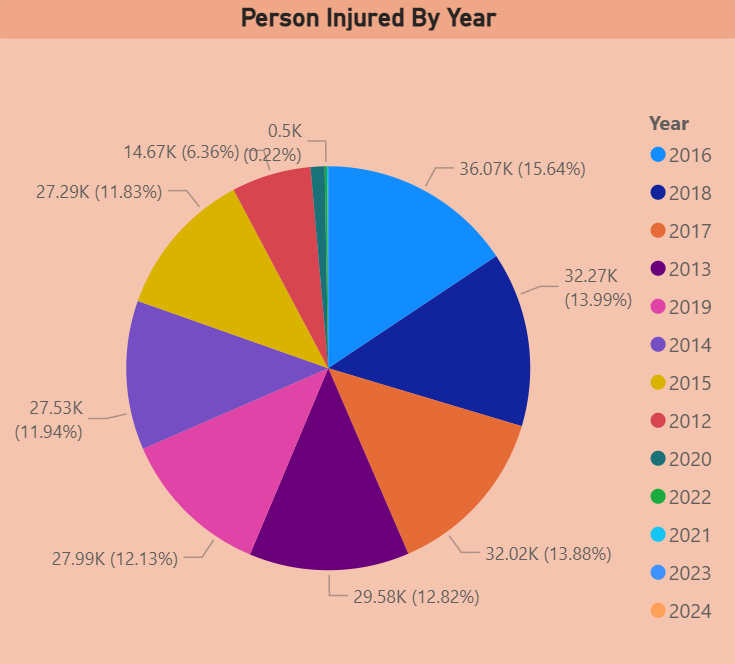 Person Injured By Year
0.5K
(0.22%)
14.67K (6.36%)
27.29K (11.83%)
36.07K (15.64%)
32.27K
(13.99%)
27.53K
(11.94%)
27.99K (12.13%)
32.02K (13.88%)
29.58K (12.82%)
Year
2016
2018
2017
2013
2019
2014
2015
2012
2020
2022
2021
2023
2024